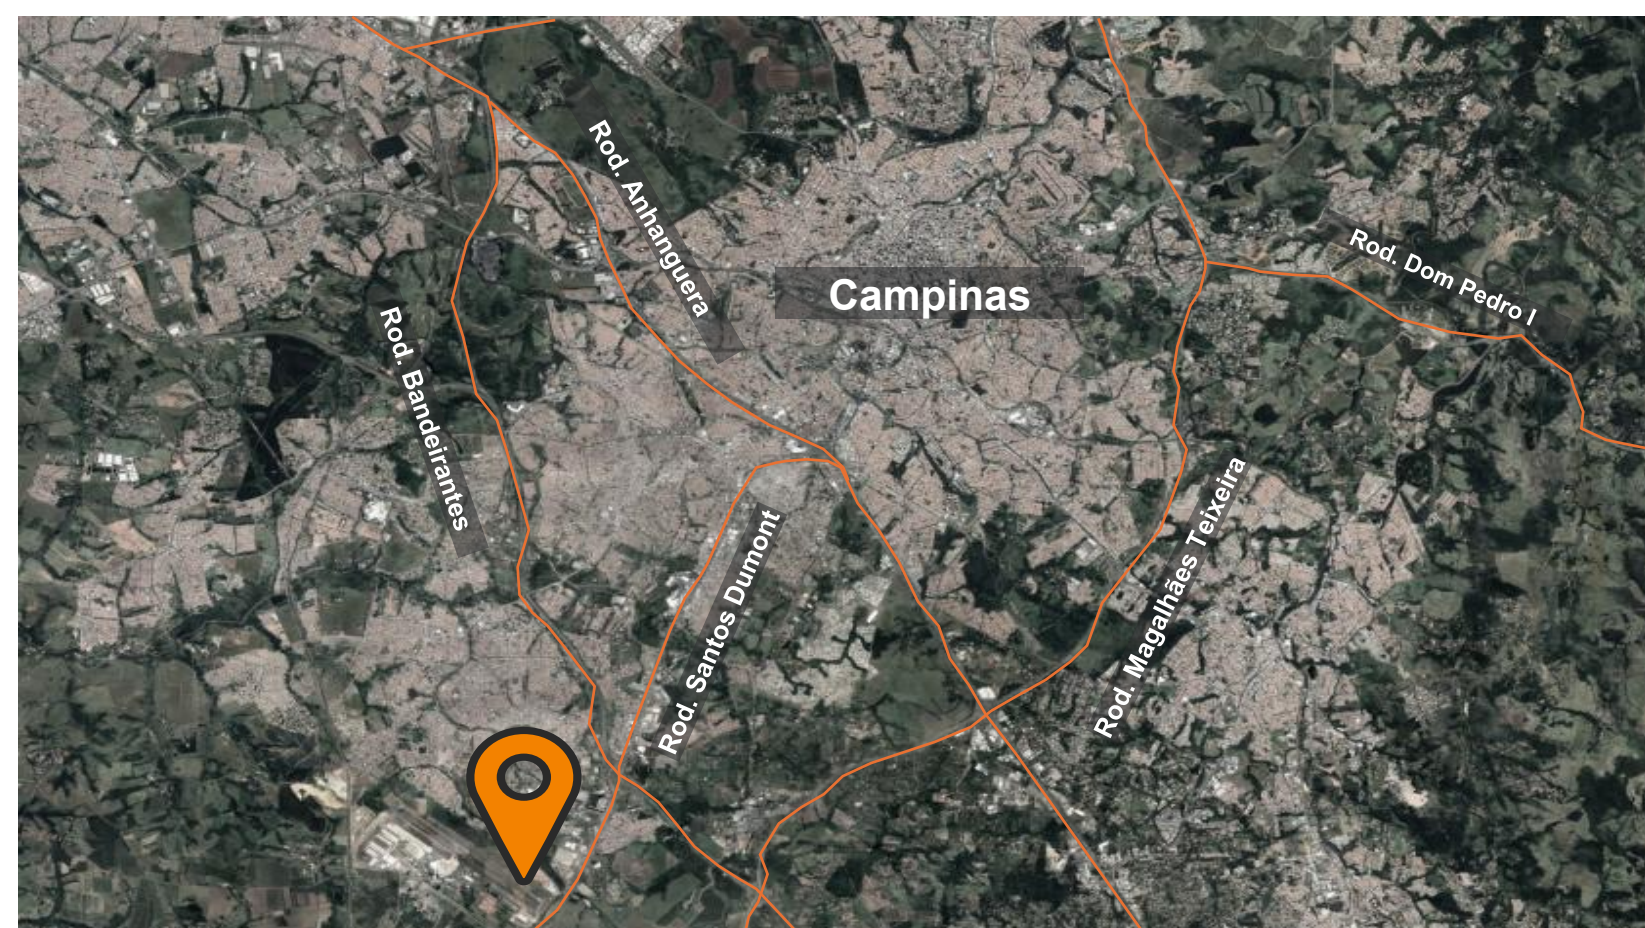 Rod. Anhanguera
Campinas
Rod. Dom Pedro I
Rod. Bandeirantes
Rod. Santos Dumont
Rod. Magalhães Teixeira